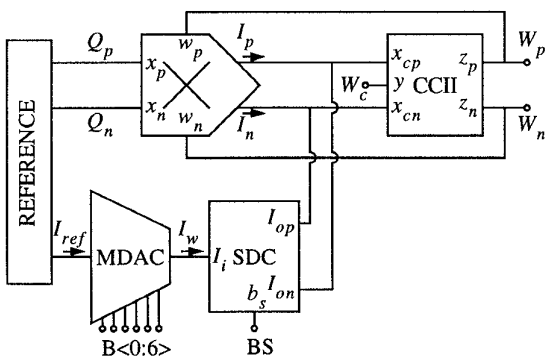 Q_p
Q_n
w_p
x_p
x_n
w_n
I_p
I_n
W_c
x_cp
y
x_cn
CCII
z_p
z_n
W_p
W_n
REFERENCE
I_ref
MDAC
I_w
I_i SDC
I_op
I_on
b_s
B<0:6>
BS